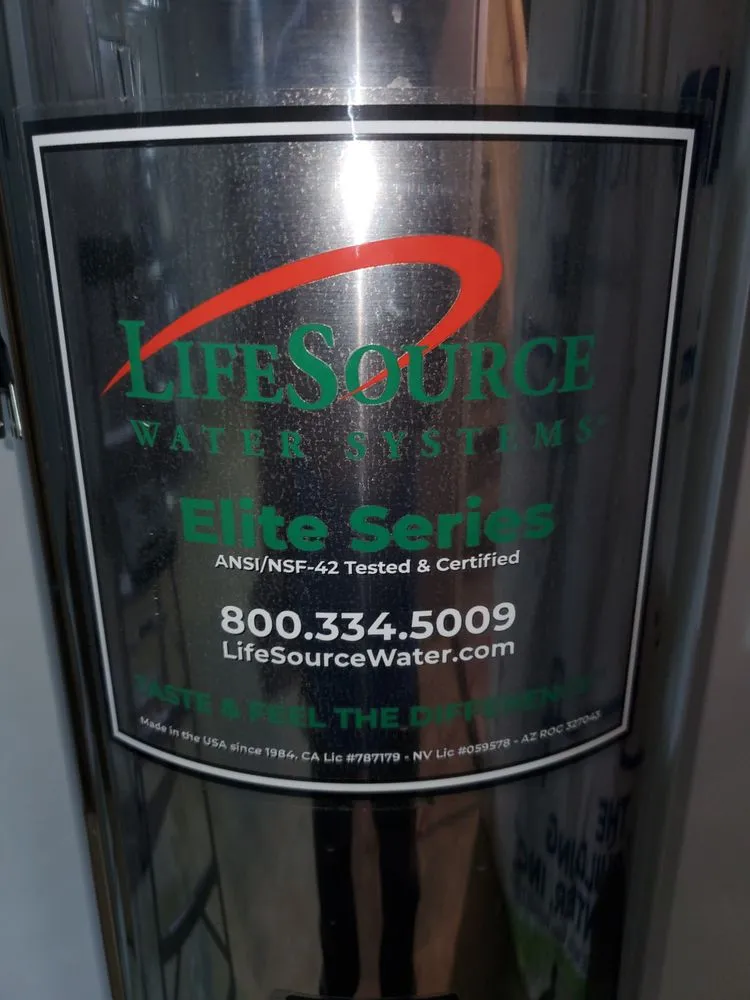 LIFESOURCE
WATER SYSTEMS
Elite Series
ANSI/NSF-42 Tested & Certified
800.334.5009
LifeSourceWater.com
TASTE & FEEL THE DIFFERENCE
Made in the USA since 1984. CA Lic #787179 - NV Lic #059578 - AZ ROC 327043
THE